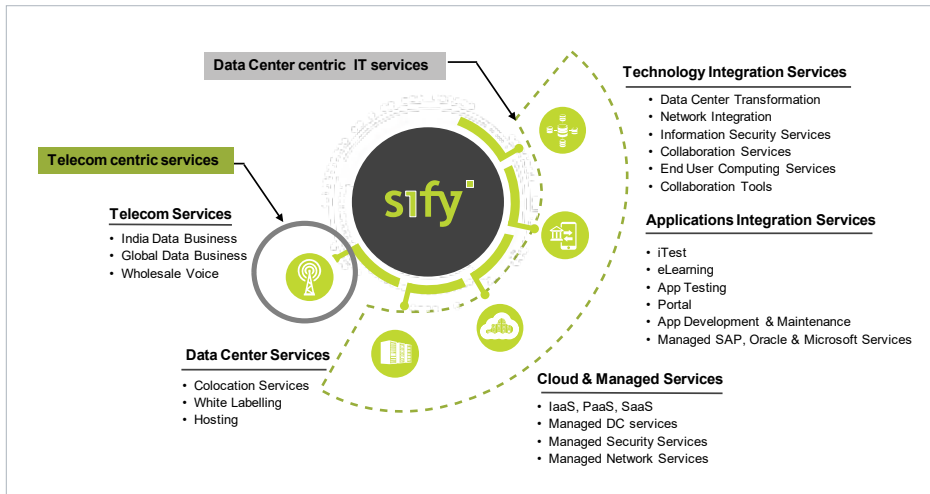 Data Center centric IT services
Technology Integration Services
• Data Center Transformation
• Network Integration
• Information Security Services
• Collaboration Services
• End User Computing Services
• Collaboration Tools
Telecom centric services
sify
Telecom Services
• India Data Business
• Global Data Business
• Wholesale Voice
Applications Integration Services
• iTest
• eLearning
• App Testing
• Portal
• App Development & Maintenance
• Managed SAP, Oracle & Microsoft Services
Data Center Services
• Colocation Services
• White Labelling
• Hosting
Cloud & Managed Services
• IaaS, PaaS, SaaS
• Managed DC services
• Managed Security Services
• Managed Network Services